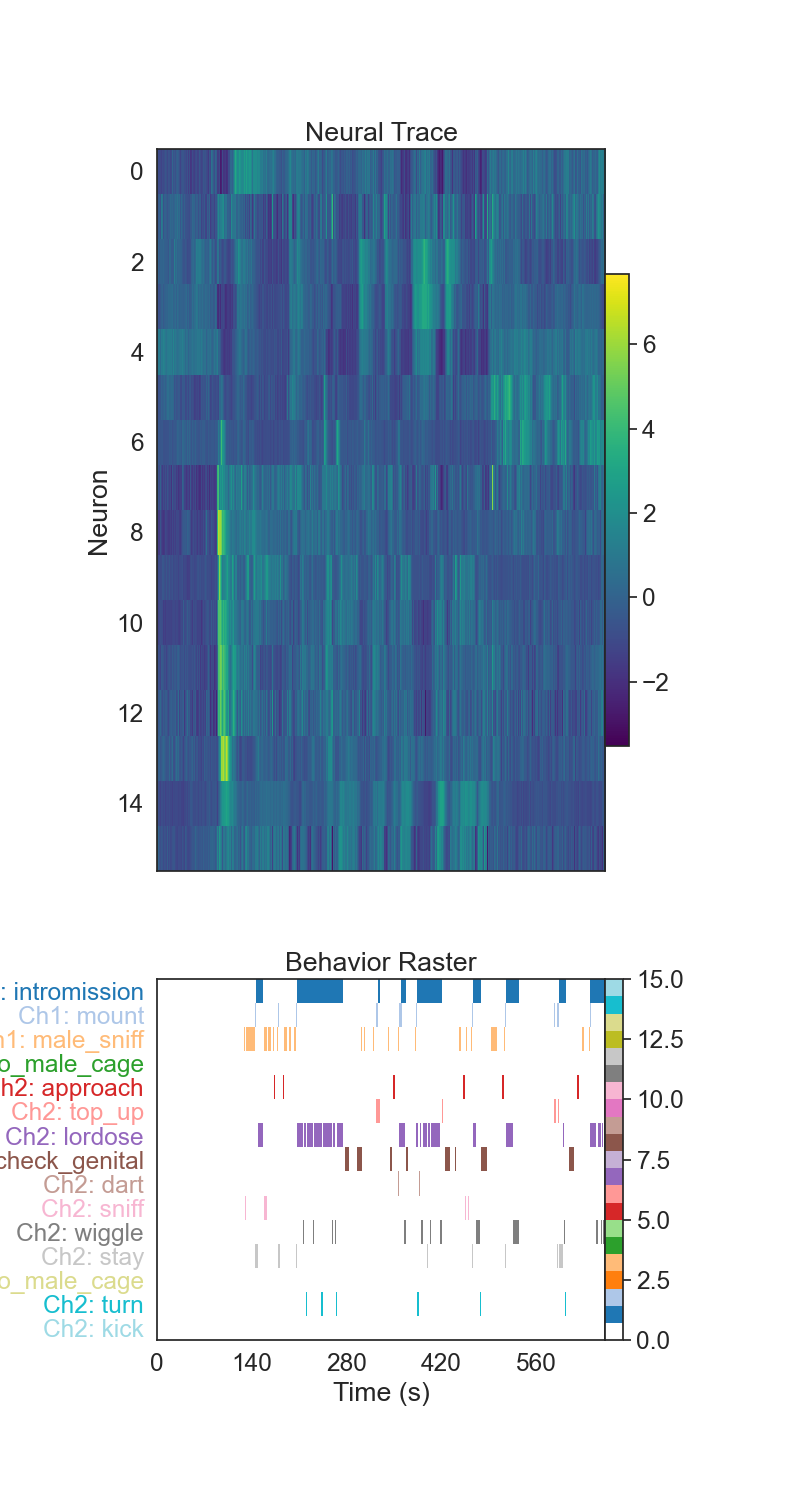 Neural Trace
0
2
4
6
8
10
12
14
Neuron
6
4
2
0
−2
Behavior Raster
: intromission
Ch1: mount
1: male_sniff
o_male_cage
h2: approach
Ch2: top_up
Ch2: lordose
check_genital
Ch2: dart
Ch2: sniff
Ch2: wiggle
Ch2: stay
o_male_cage
Ch2: turn
Ch2: kick
15.0
12.5
10.0
7.5
5.0
2.5
0.0
0 140 280 420 560
Time (s)